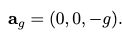 𝐚_g = (0, 0, −g).